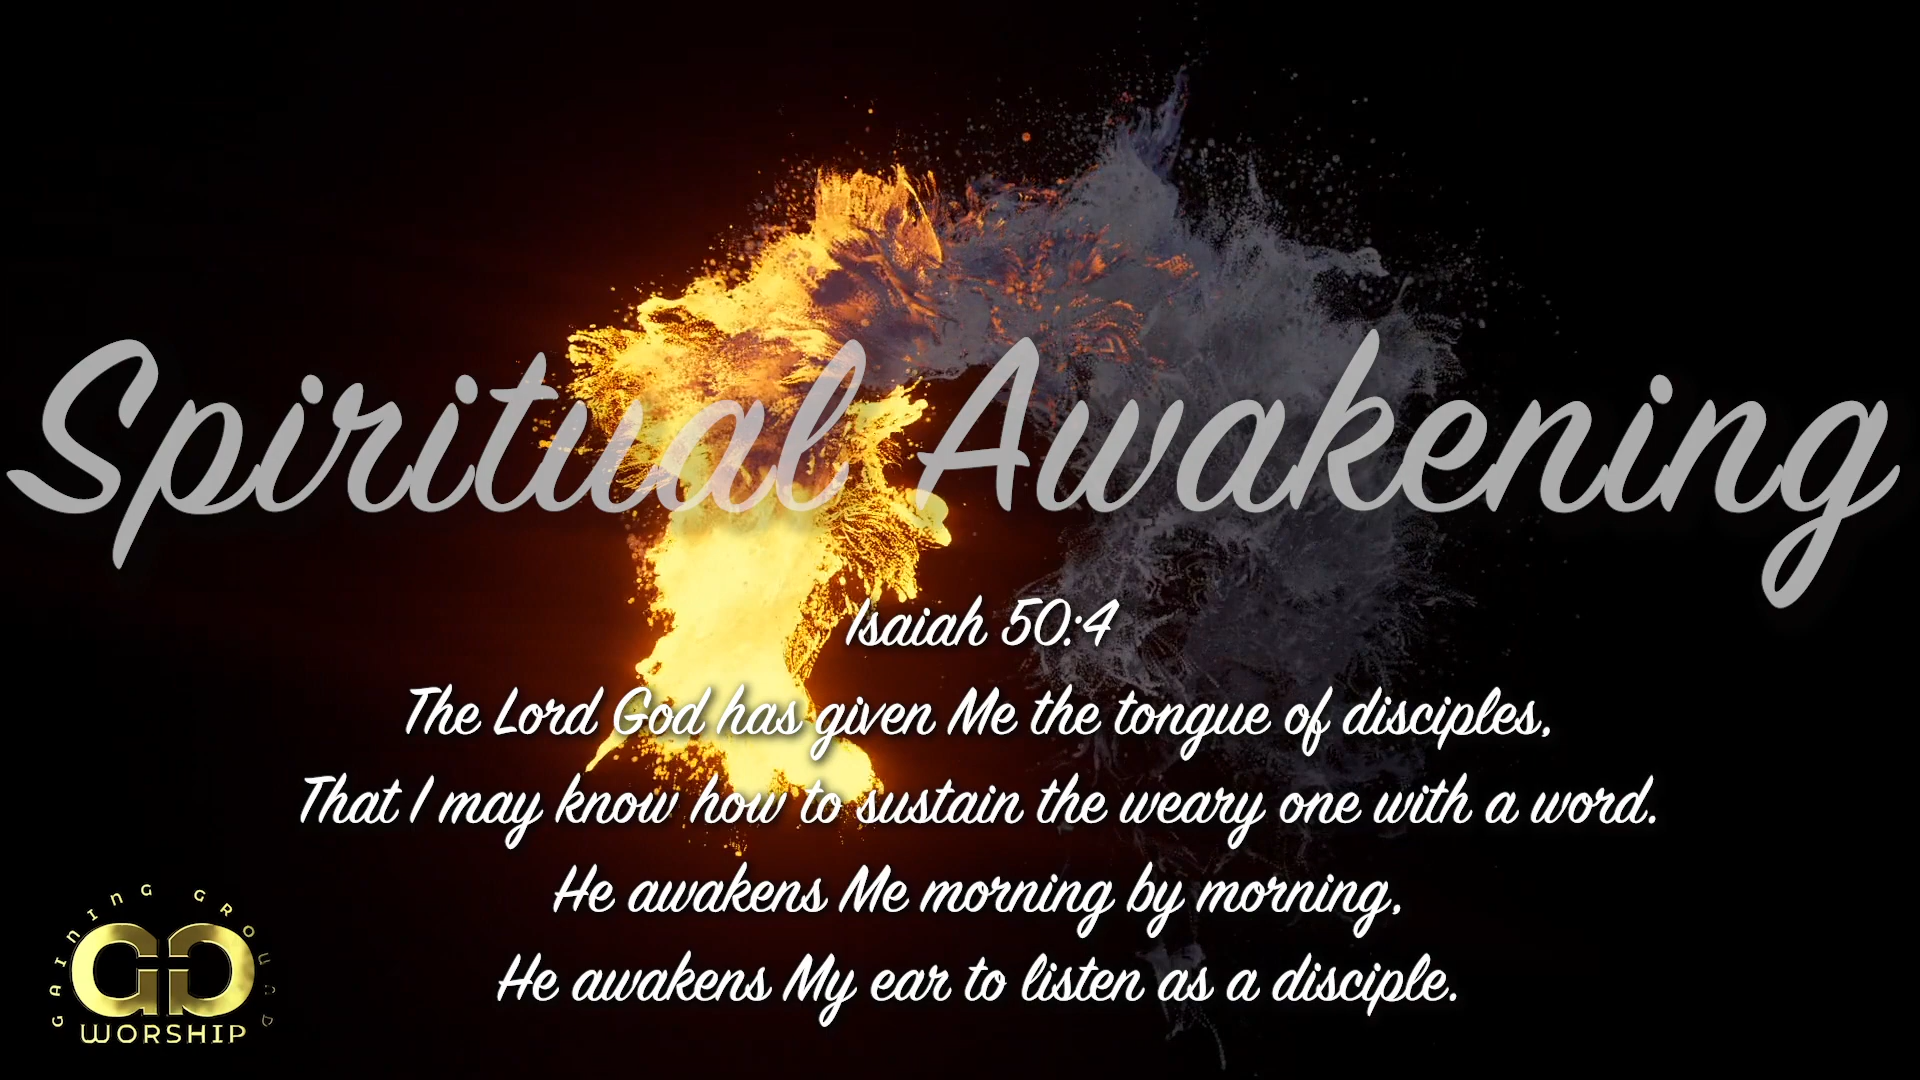 Spiritual Awakening
Isaiah 50:4
The Lord God has given Me the tongue of disciples,
That I may know how to sustain the weary one with a word.
He awakens Me morning by morning,
He awakens My ear to listen as a disciple.
GAINING GROUND
GG
WORSHIP